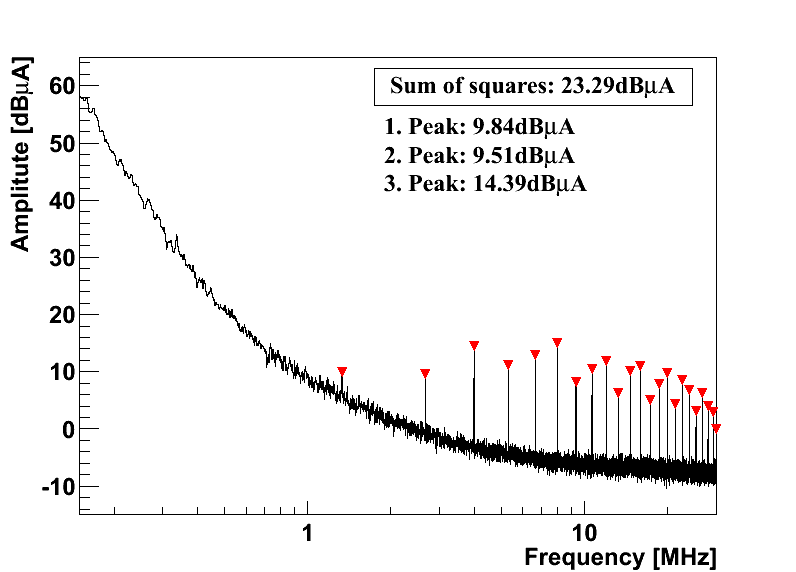 Sum of squares: 23.29dBµA
1. Peak: 9.84dBµA
2. Peak: 9.51dBµA
3. Peak: 14.39dBµA
Amplitude [dBµA]
60
50
40
30
20
10
0
-10
1
10
Frequency [MHz]